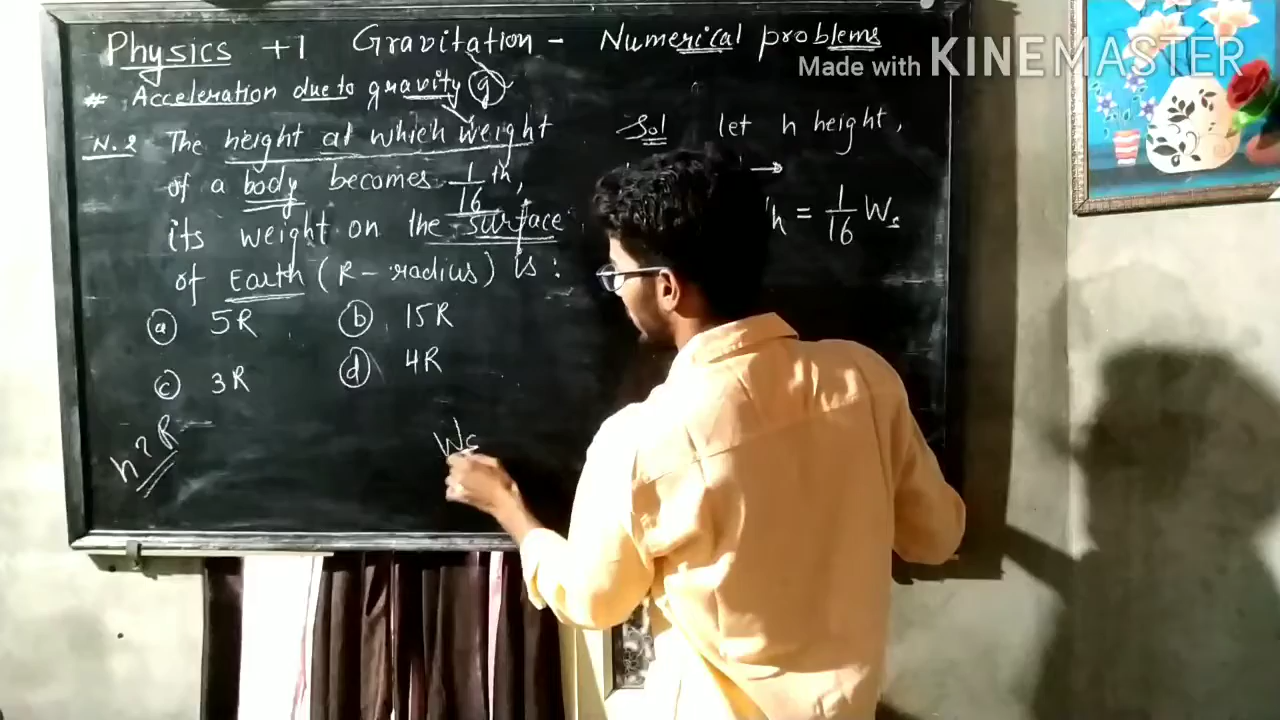 Physics +1 Gravitation - Numerical problems
Made with KINEMASTER
# Acceleration due to gravity (g)
N.2 The height at which weight
of a body becomes 1/16 th,
its weight on the surface
of Earth (R - radius) is:
(a) 5R (b) 15R
(c) 3R (d) 4R
h ? R
Ws
Sol let h height,
→
h = 1/16 Ws